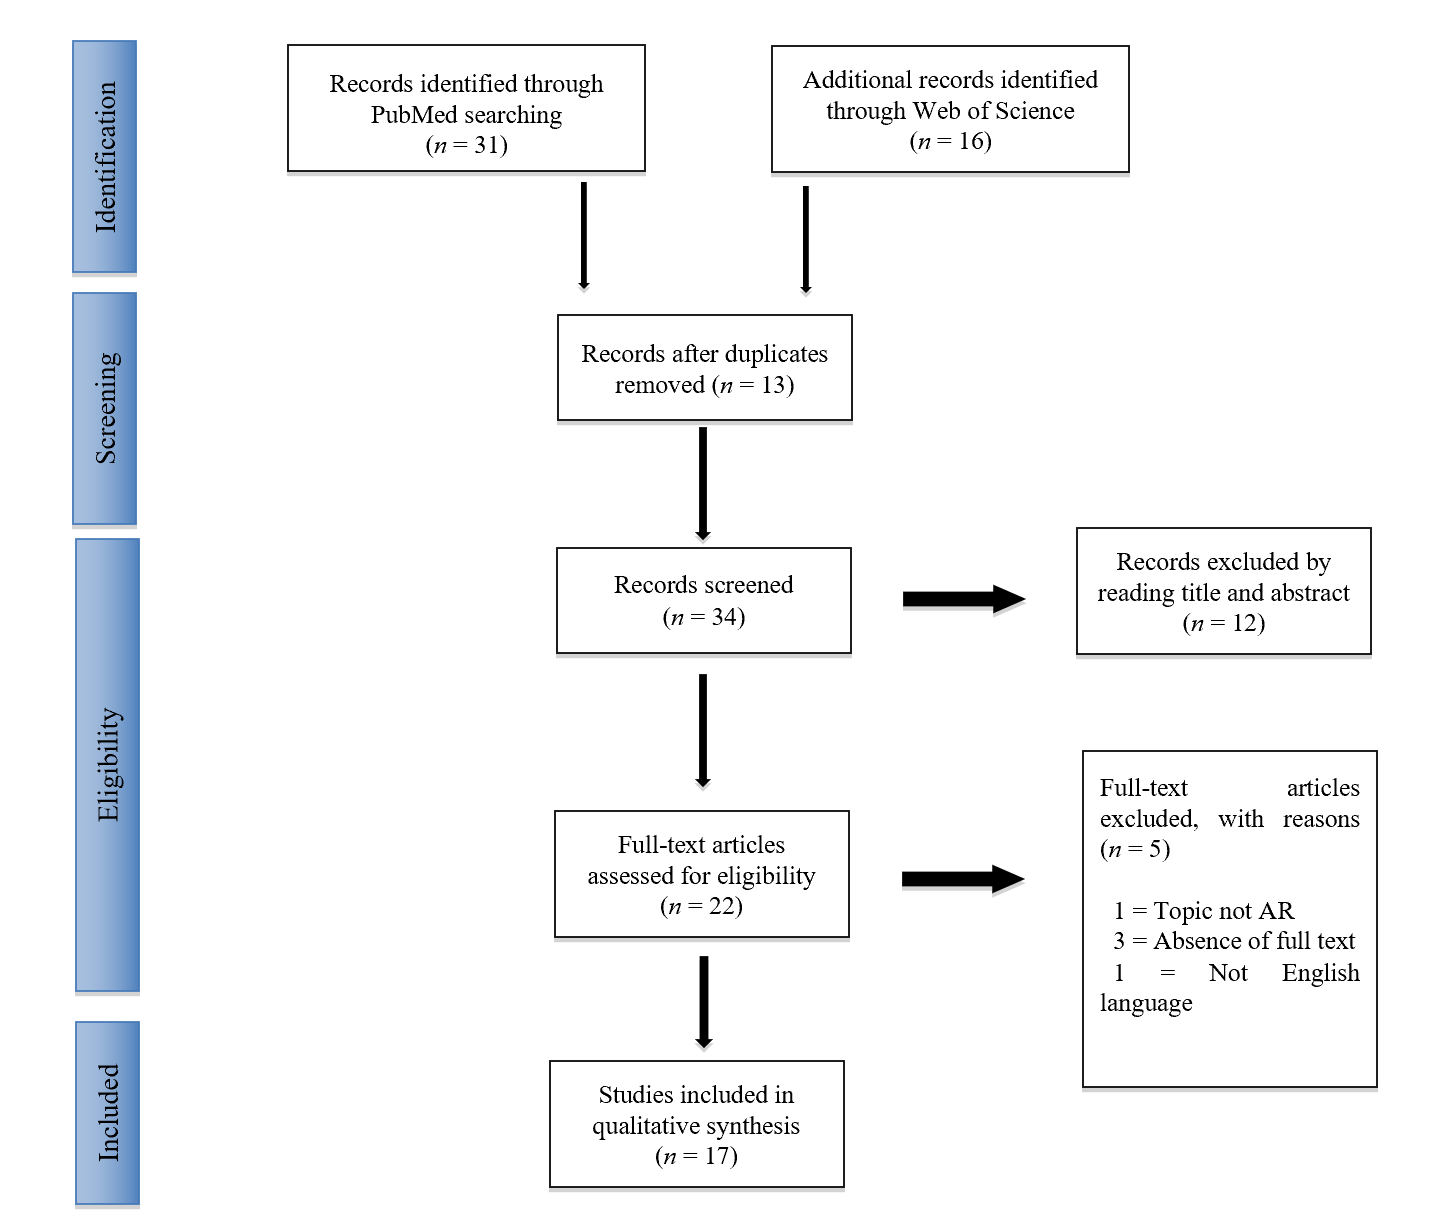 Identification
Records identified through
PubMed searching
(n = 31)
Additional records identified
through Web of Science
(n = 16)
Screening
Records after duplicates
removed (n = 13)
Eligibility
Records screened
(n = 34)
Records excluded by
reading title and abstract
(n = 12)
Full-text articles
assessed for eligibility
(n = 22)
Full-text articles
excluded, with reasons
(n = 5)
1 = Topic not AR
3 = Absence of full text
1 = Not English
language
Included
Studies included in
qualitative synthesis
(n = 17)